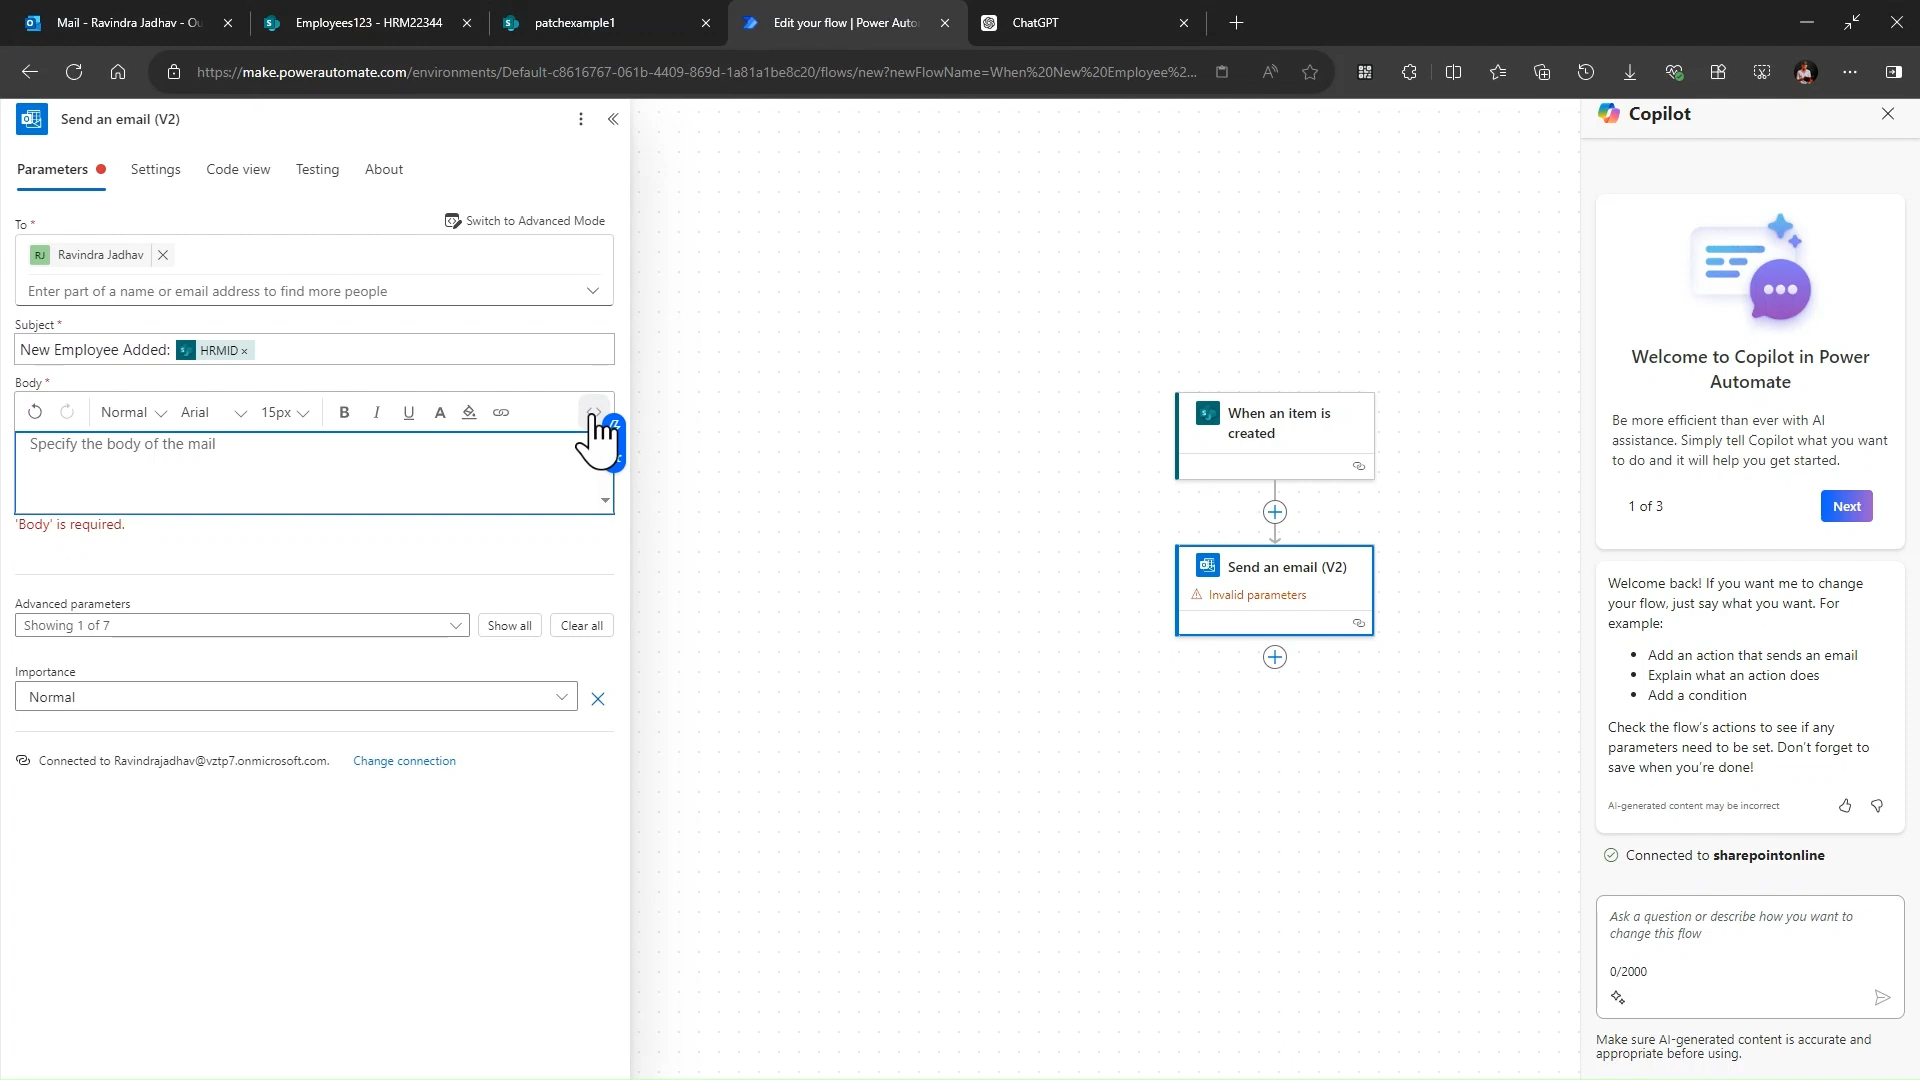 Mail - Ravindra Jadhav - Ou
Employees123 - HRM22344
patchexample1
Edit your flow | Power Auto
ChatGPT
https://make.powerautomate.com/environments/Default-c8616767-061b-4409-869d-1a81a1be8c20/flows/new?newFlowName=When%20New%20Employee%2...
Send an email (V2)
Parameters
Settings
Code view
Testing
About
To *
Switch to Advanced Mode
RJ
Ravindra Jadhav
Enter part of a name or email address to find more people
Subject *
New Employee Added: HRMID ×
Body *
Normal
Arial
15px
Specify the body of the mail
'Body' is required.
Advanced parameters
Showing 1 of 7
Show all
Clear all
Importance
Normal
Connected to Ravindrajadhav@vztp7.onmicrosoft.com.
Change connection
When an item is
created
Send an email (V2)
Invalid parameters
Copilot
Welcome to Copilot in Power
Automate
Be more efficient than ever with AI
assistance. Simply tell Copilot what you want
to do and it will help you get started.
1 of 3
Next
Welcome back! If you want me to change
your flow, just say what you want. For
example:
• Add an action that sends an email
• Explain what an action does
• Add a condition
Check the flow's actions to see if any
parameters need to be set. Don't forget to
save when you're done!
AI-generated content may be incorrect
Connected to sharepointonline
Ask a question or describe how you want to
change this flow
0/2000
Make sure AI-generated content is accurate and
appropriate before using.